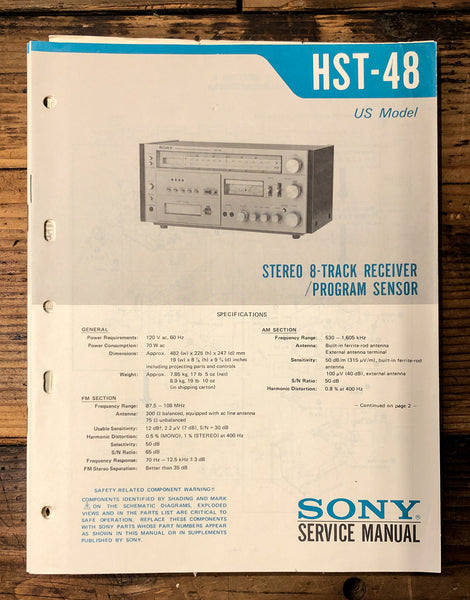 HST-48
US Model
SONY
STEREO 8-TRACK RECEIVER
/PROGRAM SENSOR
SPECIFICATIONS
GENERAL
Power Requirements: 120 V ac, 60 Hz
Power Consumption: 70 W ac
Dimensions: Approx. 482 (w) x 225 (h) x 247 (d) mm
19 (w) x 8 7/8 (h) x 9 3/4 (d) inches
including projecting parts and controls
Weight: Approx. 7.86 kg, 17 lb 5 oz (net)
8.9 kg, 19 lb 10 oz
(in shipping carton)
FM SECTION
Frequency Range: 87.5 – 108 MHz
Antenna: 300 Ω balanced, equipped with ac line antenna
75 Ω unbalanced
Usable Sensitivity: 12 dBf, 2.2 μV (7 dB), S/N = 30 dB
Harmonic Distortion: 0.5 % (MONO), 1 % (STEREO) at 400 Hz
Selectivity: 50 dB
S/N Ratio: 65 dB
Frequency Response: 70 Hz – 12.5 kHz ± 3 dB
FM Stereo Separation: Better than 35 dB
AM SECTION
Frequency Range: 530 – 1,605 kHz
Antenna: Built-in ferrite-rod antenna
External antenna terminal
Sensitivity: 50 dB/m (315 μV/m), built-in ferrite-rod
antenna
100 μV (40 dB), external antenna
S/N Ratio: 50 dB
Harmonic Distortion: 0.8 % at 400 Hz
– Continued on page 2 –
SAFETY-RELATED COMPONENT WARNING!!
COMPONENTS IDENTIFIED BY SHADING AND MARK
⚠ ON THE SCHEMATIC DIAGRAMS, EXPLODED
VIEWS AND IN THE PARTS LIST ARE CRITICAL TO
SAFE OPERATION. REPLACE THESE COMPONENTS
WITH SONY PARTS WHOSE PART NUMBERS APPEAR
AS SHOWN IN THIS MANUAL OR IN SUPPLEMENTS
PUBLISHED BY SONY.
SONY®
SERVICE MANUAL